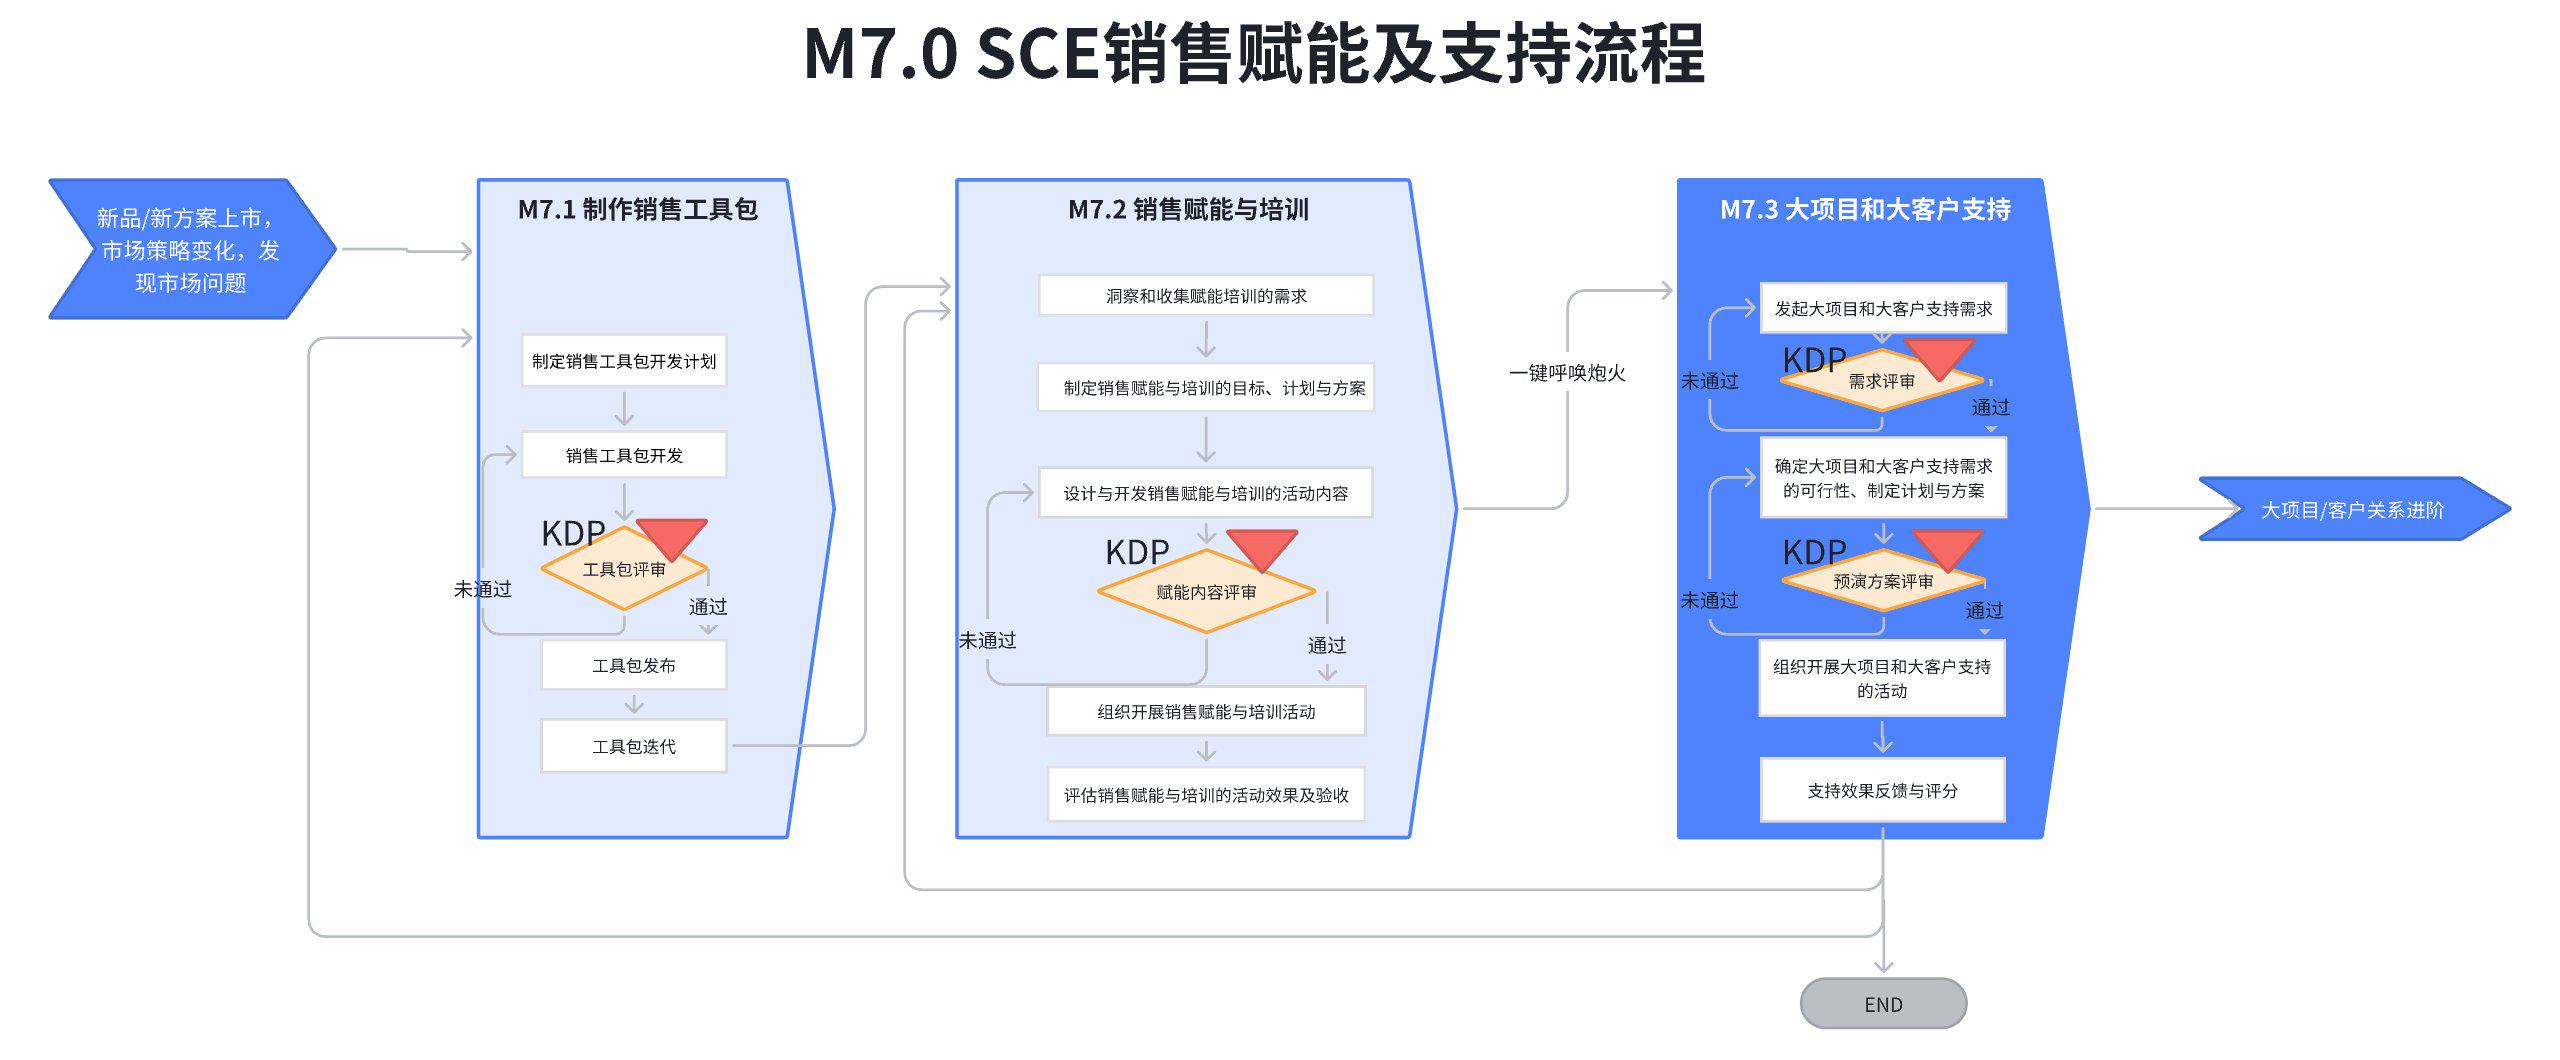 M7.0 SCE销售赋能及支持流程
新品/新方案上市，
市场策略变化，发
现市场问题
M7.1 制作销售工具包
制定销售工具包开发计划
销售工具包开发
KDP
工具包评审
未通过
通过
工具包发布
工具包迭代
M7.2 销售赋能与培训
洞察和收集赋能培训的需求
制定销售赋能与培训的目标、计划与方案
设计与开发销售赋能与培训的活动内容
KDP
赋能内容评审
未通过
通过
组织开展销售赋能与培训活动
评估销售赋能与培训的活动效果及验收
一键呼唤炮火
M7.3 大项目和大客户支持
发起大项目和大客户支持需求
KDP
需求评审
未通过
通过
确定大项目和大客户支持需求
的可行性、制定计划与方案
KDP
预演方案评审
未通过
通过
组织开展大项目和大客户支持
的活动
支持效果反馈与评分
大项目/客户关系进阶
END